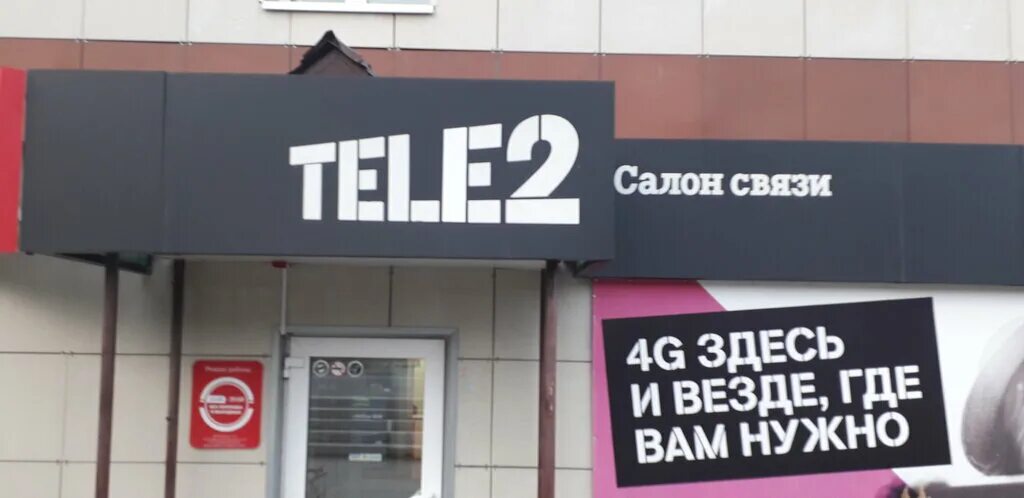 TELE2
Салон связи
4G ЗДЕСЬ
И ВЕЗДЕ, ГДЕ
ВАМ НУЖНО